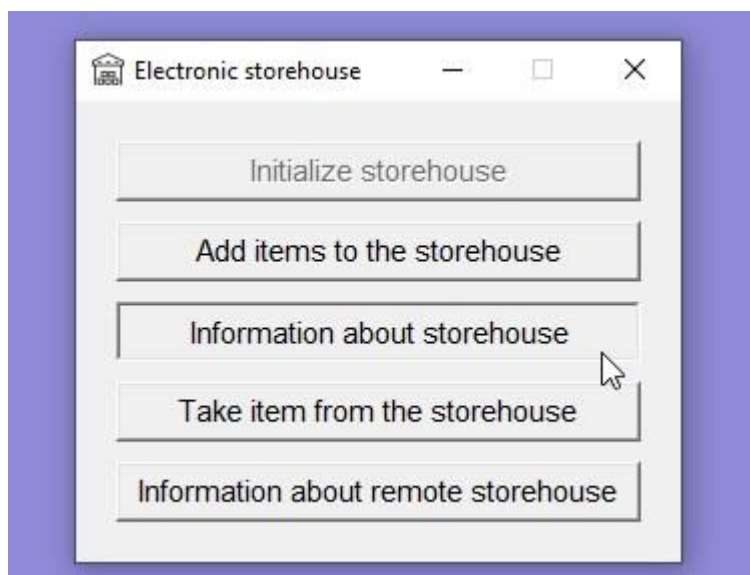 Electronic storehouse
Initialize storehouse
Add items to the storehouse
Information about storehouse
Take item from the storehouse
Information about remote storehouse